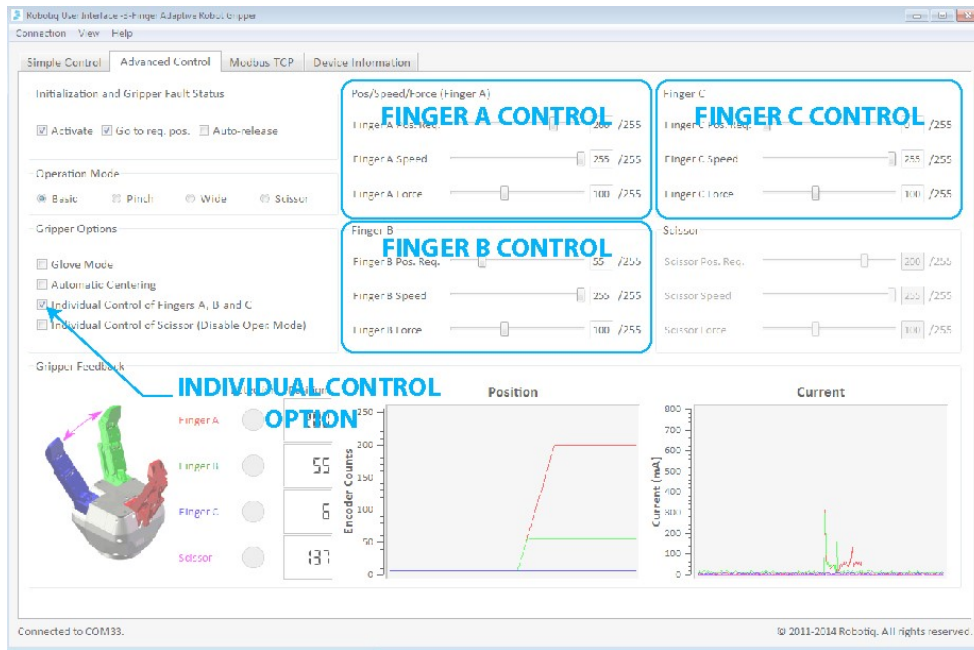 Robotiq User Interface -3-Finger Adaptive Robot Gripper
Connection View Help
Simple Control Advanced Control Modbus TCP Device Information
Initialization and Gripper Fault Status
Activate Go to req. pos. Auto-release
Operation Mode
Basic Pinch Wide Scissor
Gripper Options
Glove Mode
Automatic Centering
Individual Control of Fingers A, B and C
Individual Control of Scissor (Disable Oper. Mode)
Pos/Speed/Force (Finger A)
FINGER A CONTROL
Finger A Pos. Req. 200 /255
Finger A Speed 255 /255
Finger A Force 100 /255
Finger C
FINGER C CONTROL
Finger C Pos. Req. /255
Finger C Speed 255 /255
Finger C Force 100 /255
Finger B
FINGER B CONTROL
Finger B Pos. Req. 55 /255
Finger B Speed 255 /255
Finger B Force 100 /255
Scissor
Scissor Pos. Req. 200 /255
Scissor Speed 255 /255
Scissor Force 100 /255
Gripper Feedback
INDIVIDUAL CONTROL
OPTION
Position
Finger A
Finger B 55
Finger C 6
Scissor 137
Position
Encoder Counts
250
200
150
100
50
0
Current
Current (mA)
800
700
600
500
400
300
200
100
0
Connected to COM33.
© 2011-2014 Robotiq. All rights reserved.